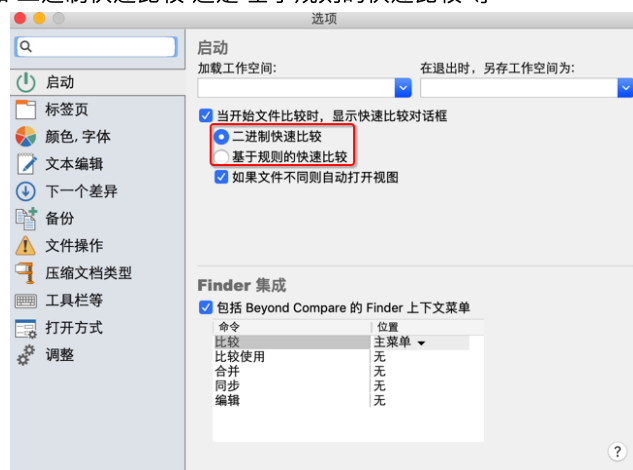 选项
启动
标签页
颜色, 字体
文本编辑
下一个差异
备份
文件操作
压缩文档类型
工具栏等
打开方式
调整
启动
加载工作空间: 在退出时，另存工作空间为:
当开始文件比较时，显示快速比较对话框
二进制快速比较
基于规则的快速比较
如果文件不同则自动打开视图
Finder 集成
包括 Beyond Compare 的 Finder 上下文菜单
命令 位置
比较 主菜单
比较使用 无
合并 无
同步 无
编辑 无
?